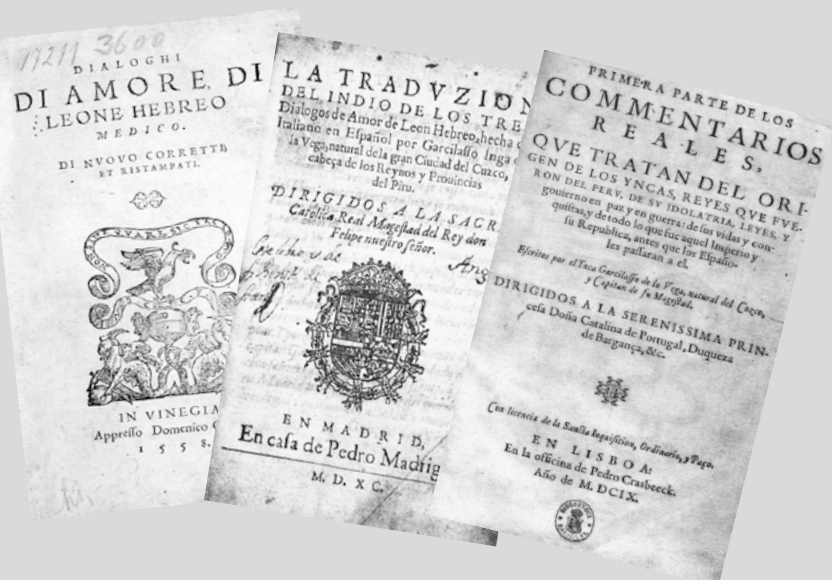 17211 3600
DIALOGHI
DI AMORE, DI
LEONE HEBREO
MEDICO.
DI NVOVO CORRETTI,
ET RISTAMPATI.
IN VINEGIA
Appresso Domenico
1558.
LA TRADVZION
DEL INDIO DE LOS TRE
Dialogos de Amor de Leon Hebreo, hecha
Italiano en Español por Garcilasso Inga
la Vega, natural de la gran Ciudad del Cuzco,
cabeça de los Reynos y Prouincias
del Piru.
DIRIGIDOS A LA SACR
Catolica Real Magestad del Rey don
Felipe nuestro señor.
EN MADRID,
En casa de Pedro Madrig
M. D. XC.
PRIMERA PARTE DE LOS
COMMENTARIOS
REALES,
QVE TRATAN DEL ORI-
GEN DE LOS YNCAS, REYES QVE FVE-
RON DEL PERV, DE SV IDOLATRIA, LEYES, Y
gouierno en paz y en guerra: de sus vidas y con-
quistas, y de todo lo que fue aquel Imperio y
su Republica, antes que los Españo-
les passaran a el.
Escritos por el Ynca Garcilasso de la Vega, natural del Cozco,
y Capitan de su Magestad.
DIRIGIDOS A LA SERENISSIMA PRIN-
cesa Doña Catalina de Portugal, Duqueza
de Bargança, &c.
Con licencia de la Sancta Inquisicion, Ordinario, y Paço.
EN LISBOA:
En la officina de Pedro Crasbeeck.
Año de M. DCIX.